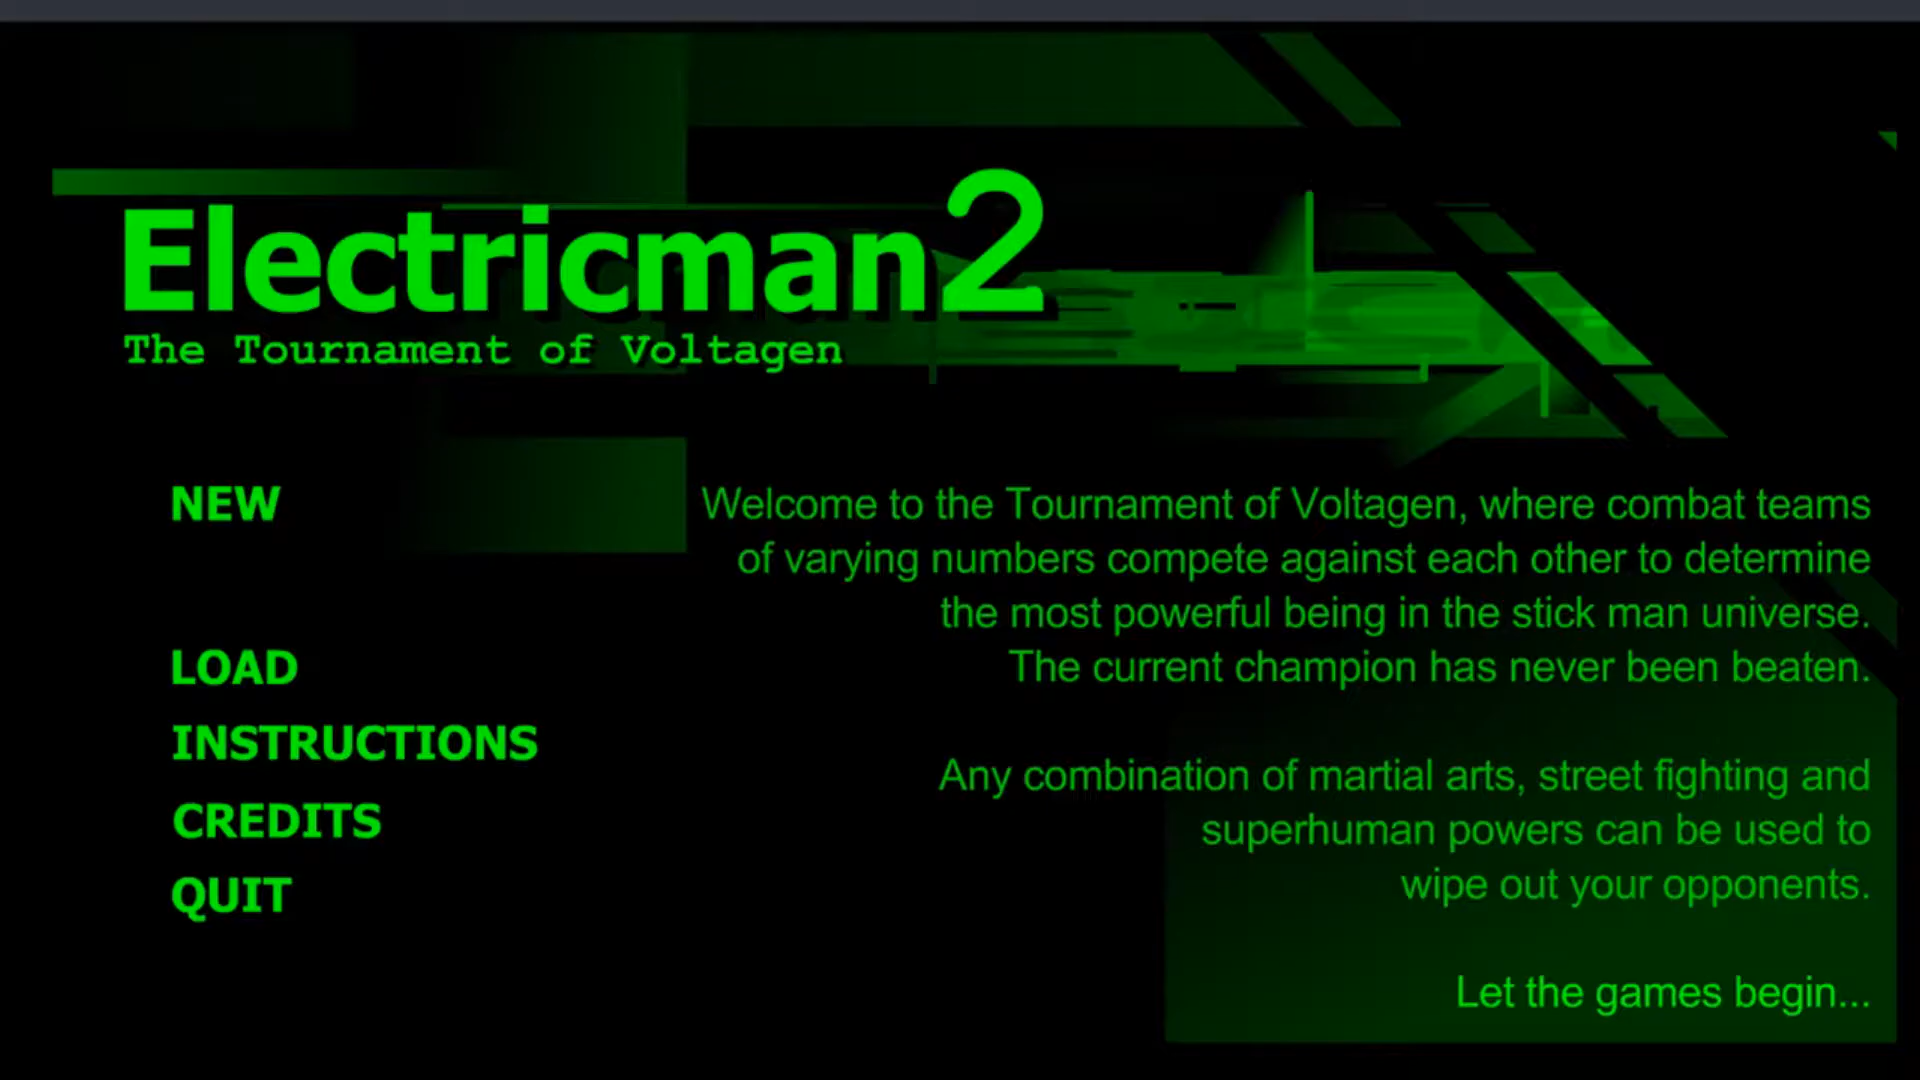 Electricman2
The Tournament of Voltagen
NEW
LOAD
INSTRUCTIONS
CREDITS
QUIT
Welcome to the Tournament of Voltagen, where combat teams
of varying numbers compete against each other to determine
the most powerful being in the stick man universe.
The current champion has never been beaten.
Any combination of martial arts, street fighting and
superhuman powers can be used to
wipe out your opponents.
Let the games begin...